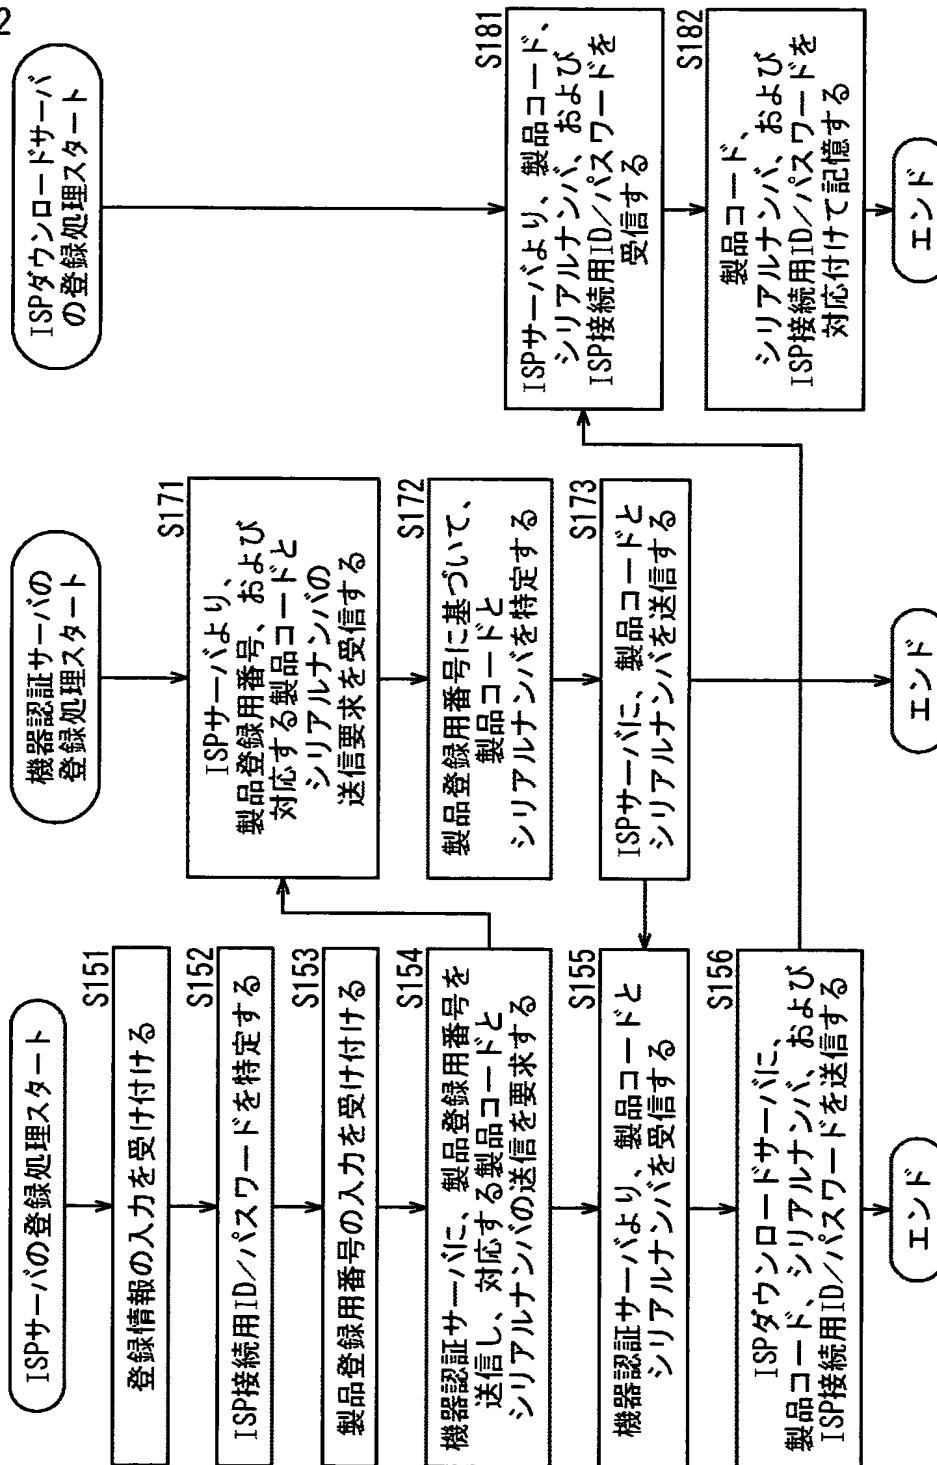 2
ISPサーバの登録処理スタート
S151
登録情報の入力を受け付ける
S152
ISP接続用ID/パスワードを特定する
S153
製品登録用番号の入力を受け付ける
S154
機器認証サーバに、製品登録用番号を
送信し、対応する製品コードと
シリアルナンバの送信を要求する
S155
機器認証サーバより、製品コードと
シリアルナンバを受信する
S156
ISPダウンロードサーバに、
製品コード、シリアルナンバ、および
ISP接続用ID/パスワードを送信する
エンド
機器認証サーバの
登録処理スタート
S171
ISPサーバより、
製品登録用番号、および
対応する製品コードと
シリアルナンバの
送信要求を受信する
S172
製品登録用番号に基づいて、
製品コードと
シリアルナンバを特定する
S173
ISPサーバに、製品コードと
シリアルナンバを送信する
エンド
ISPダウンロードサーバ
の登録処理スタート
S181
ISPサーバより、製品コード、
シリアルナンバ、および
ISP接続用ID/パスワードを
受信する
S182
製品コード、
シリアルナンバ、および
ISP接続用ID/パスワードを
対応付けて記憶する
エンド